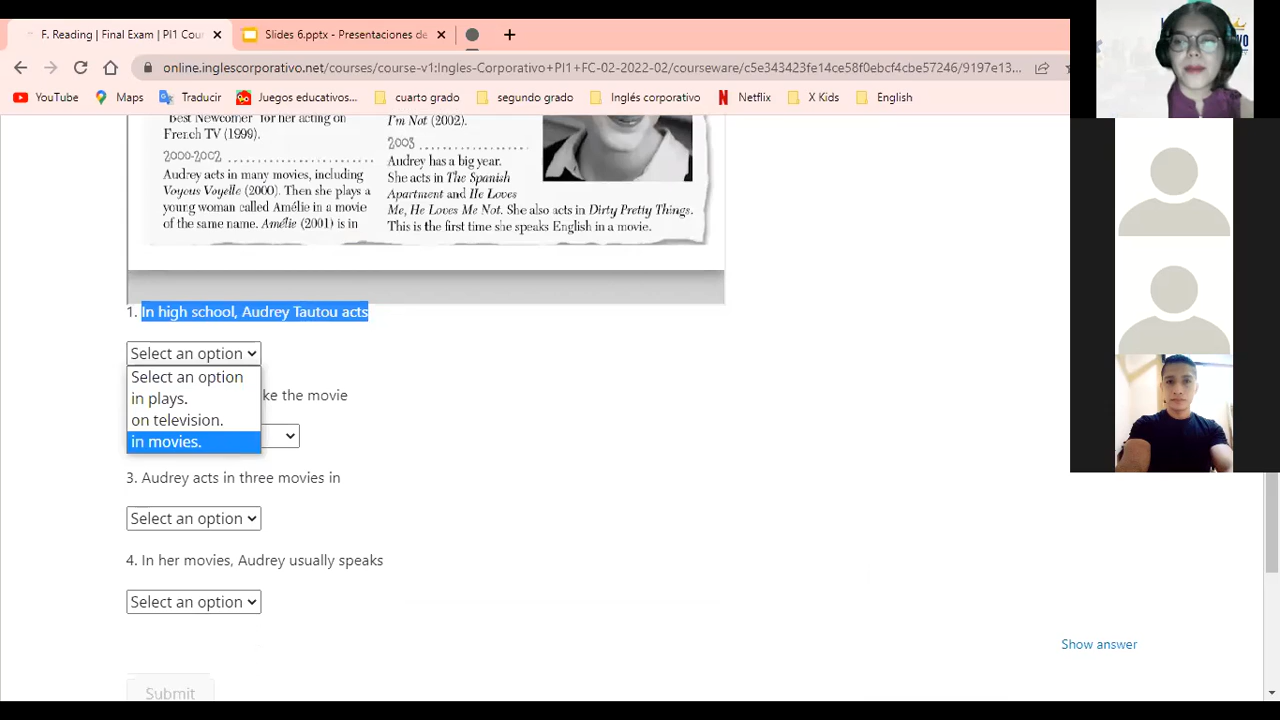 F. Reading | Final Exam | PI1 Cou
Slides 6.pptx - Presentaciones de
online.inglescorporativo.net/courses/course-v1:Ingles-Corporativo+PI1+FC-02-2022-02/courseware/c5e343423fe14ce58f0ebcf4cbe57246/9197e13...
YouTube
Maps
Traducir
Juegos educativos...
cuarto grado
segundo grado
Inglés corporativo
Netflix
X Kids
English
"Best Newcomer" for her acting on
French TV (1999).
2000-2002
Audrey acts in many movies, including
Voyous Voyelle (2000). Then she plays a
young woman called Amélie in a movie
of the same name. Amélie (2001) is in
I'm Not (2002).
2003
Audrey has a big year.
She acts in The Spanish
Apartment and He Loves
Me, He Loves Me Not. She also acts in Dirty Pretty Things.
This is the first time she speaks English in a movie.
1. In high school, Audrey Tautou acts
Select an option
Select an option
in plays.
on television.
in movies.
ke the movie
3. Audrey acts in three movies in
Select an option
4. In her movies, Audrey usually speaks
Select an option
Show answer
Submit